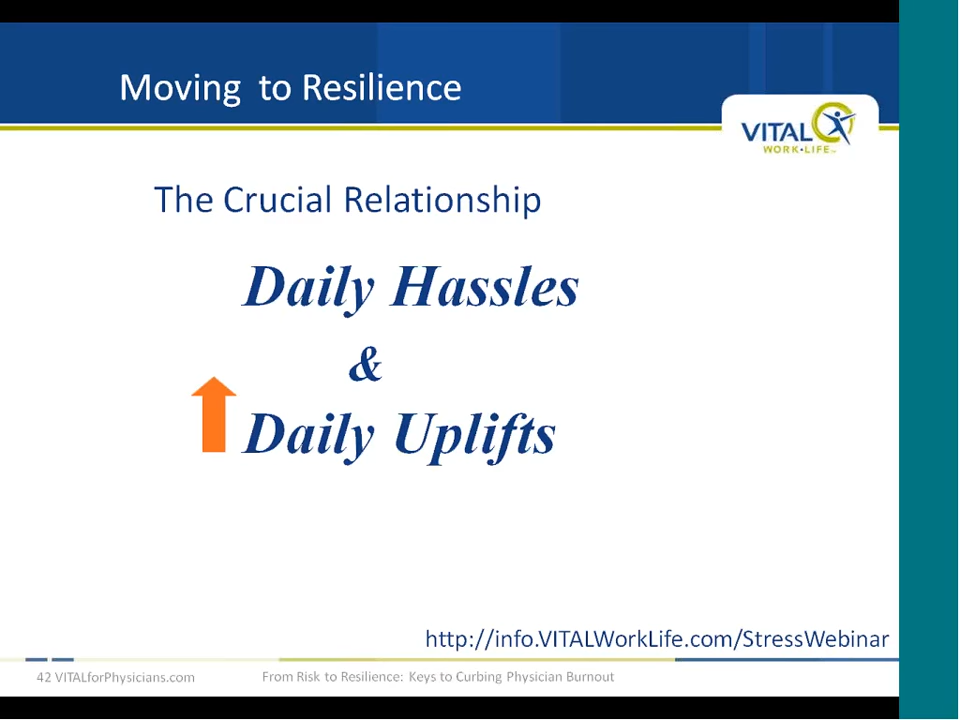 Moving to Resilience
VITAL
WORK·LIFE
The Crucial Relationship
Daily Hassles
&
Daily Uplifts
http://info.VITALWorkLife.com/StressWebinar
42 VITALforPhysicians.com
From Risk to Resilience: Keys to Curbing Physician Burnout